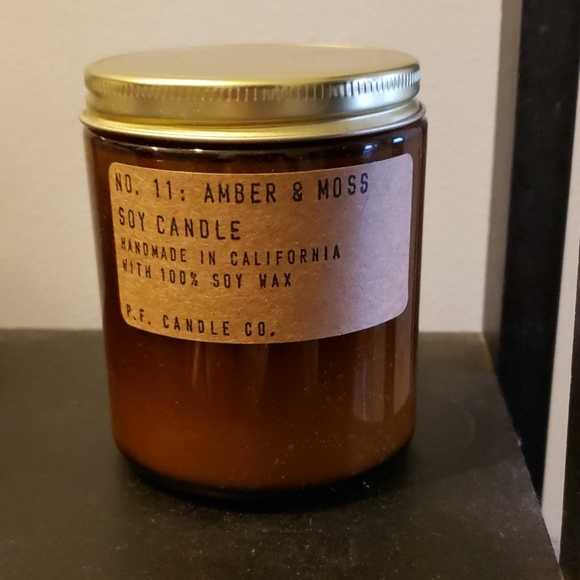 NO. 11: AMBER & MOSS
SOY CANDLE
HANDMADE IN CALIFORNIA
WITH 100% SOY WAX
P.F. CANDLE CO.